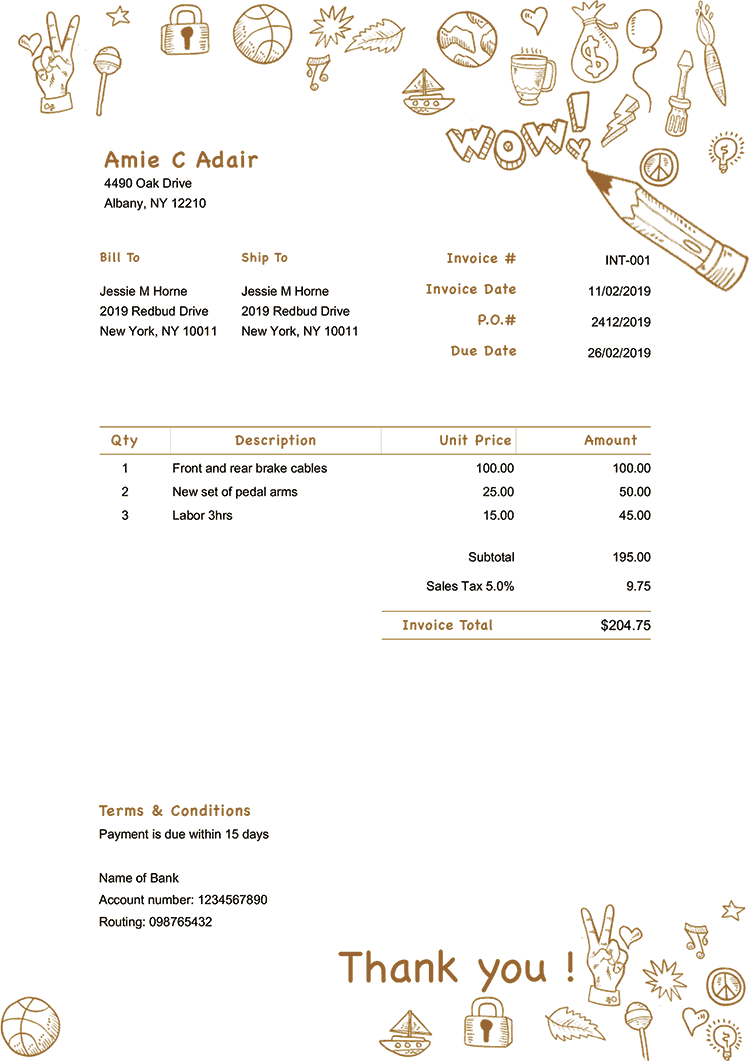 WOW!
Amie C Adair
4490 Oak Drive
Albany, NY 12210
Bill To
Jessie M Horne
2019 Redbud Drive
New York, NY 10011
Ship To
Jessie M Horne
2019 Redbud Drive
New York, NY 10011
Invoice # INT-001
Invoice Date 11/02/2019
P.O.# 2412/2019
Due Date 26/02/2019
Qty Description Unit Price Amount
1 Front and rear brake cables 100.00 100.00
2 New set of pedal arms 25.00 50.00
3 Labor 3hrs 15.00 45.00
Subtotal 195.00
Sales Tax 5.0% 9.75
Invoice Total $204.75
Terms & Conditions
Payment is due within 15 days
Name of Bank
Account number: 1234567890
Routing: 098765432
Thank you !